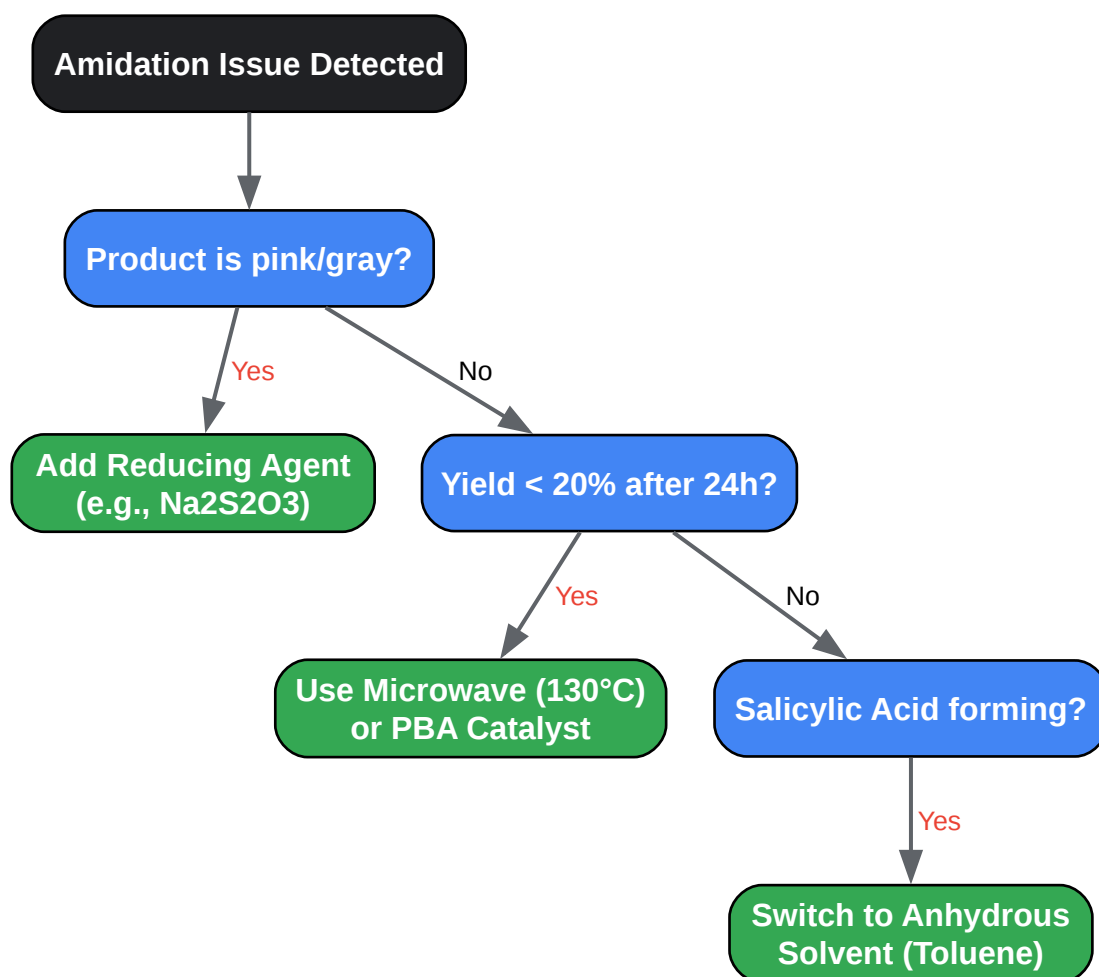 Amidation Issue Detected
Product is pink/gray?
Yes
No
Add Reducing Agent
(e.g., Na2S2O3)
Yield < 20% after 24h?
Yes
No
Use Microwave (130°C)
or PBA Catalyst
Salicylic Acid forming?
Yes
Switch to Anhydrous
Solvent (Toluene)